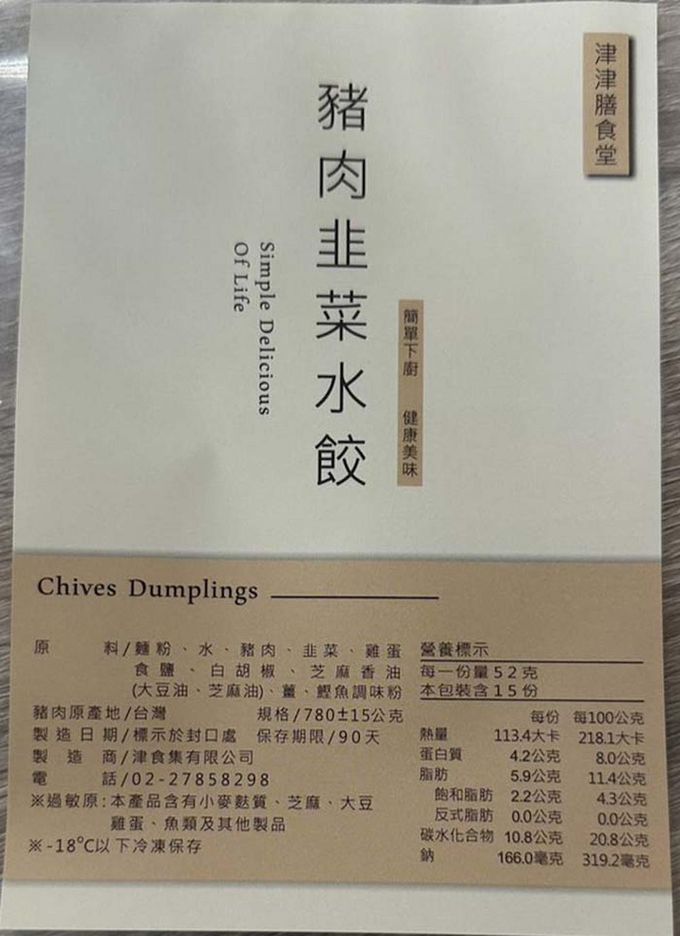 津津膳食堂
豬肉韭菜水餃
簡單下廚 健康美味
Simple Delicious
Of Life
Chives Dumplings
原 料/麵粉、水、豬肉、韭菜、雞蛋
食鹽、白胡椒、芝麻香油
(大豆油、芝麻油)、薑、鰹魚調味粉
豬肉原產地/台灣 規格/780±15公克
製造日期/標示於封口處 保存期限/90天
製造商/津食集有限公司
電 話/02-27858298
※過敏原:本產品含有小麥麩質、芝麻、大豆
雞蛋、魚類及其他製品
※-18℃以下冷凍保存
營養標示
每一份量52克
本包裝含15份
每份 每100公克
熱量 113.4大卡 218.1大卡
蛋白質 4.2公克 8.0公克
脂肪 5.9公克 11.4公克
飽和脂肪 2.2公克 4.3公克
反式脂肪 0.0公克 0.0公克
碳水化合物 10.8公克 20.8公克
鈉 166.0毫克 319.2毫克